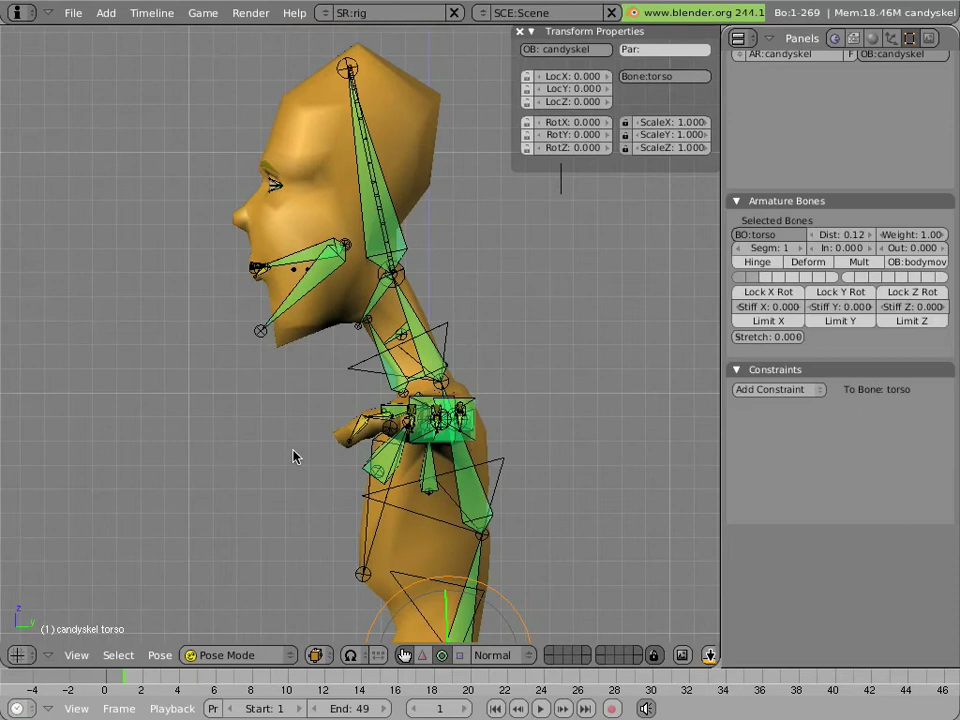 File Add Timeline Game Render Help SR:rig SCE:Scene www.blender.org 244.1 Bo:1-269 | Mem:18.46M candyskel
Transform Properties
OB: candyskel Par:
LocX: 0.000 Bone:torso
LocY: 0.000
LocZ: 0.000
RotX: 0.000 ScaleX: 1.000
RotY: 0.000 ScaleY: 1.000
RotZ: 0.000 ScaleZ: 1.000
Panels
AR:candyskel F OB:candyskel
Armature Bones
Selected Bones
BO:torso Dist: 0.12 Weight: 1.00
Segm: 1 In: 0.000 Out: 0.000
Hinge Deform Mult OB:bodymov
Lock X Rot Lock Y Rot Lock Z Rot
Stiff X: 0.000 Stiff Y: 0.000 Stiff Z: 0.000
Limit X Limit Y Limit Z
Stretch: 0.000
Constraints
Add Constraint To Bone: torso
z
y
(1) candyskel torso
View Select Pose Pose Mode Normal
-4 -2 0 2 4 6 8 10 12 14 16 18 20 22 24 26 28 30 32 34 36 38 40 42 44 46
View Frame Playback Pr Start: 1 End: 49 1